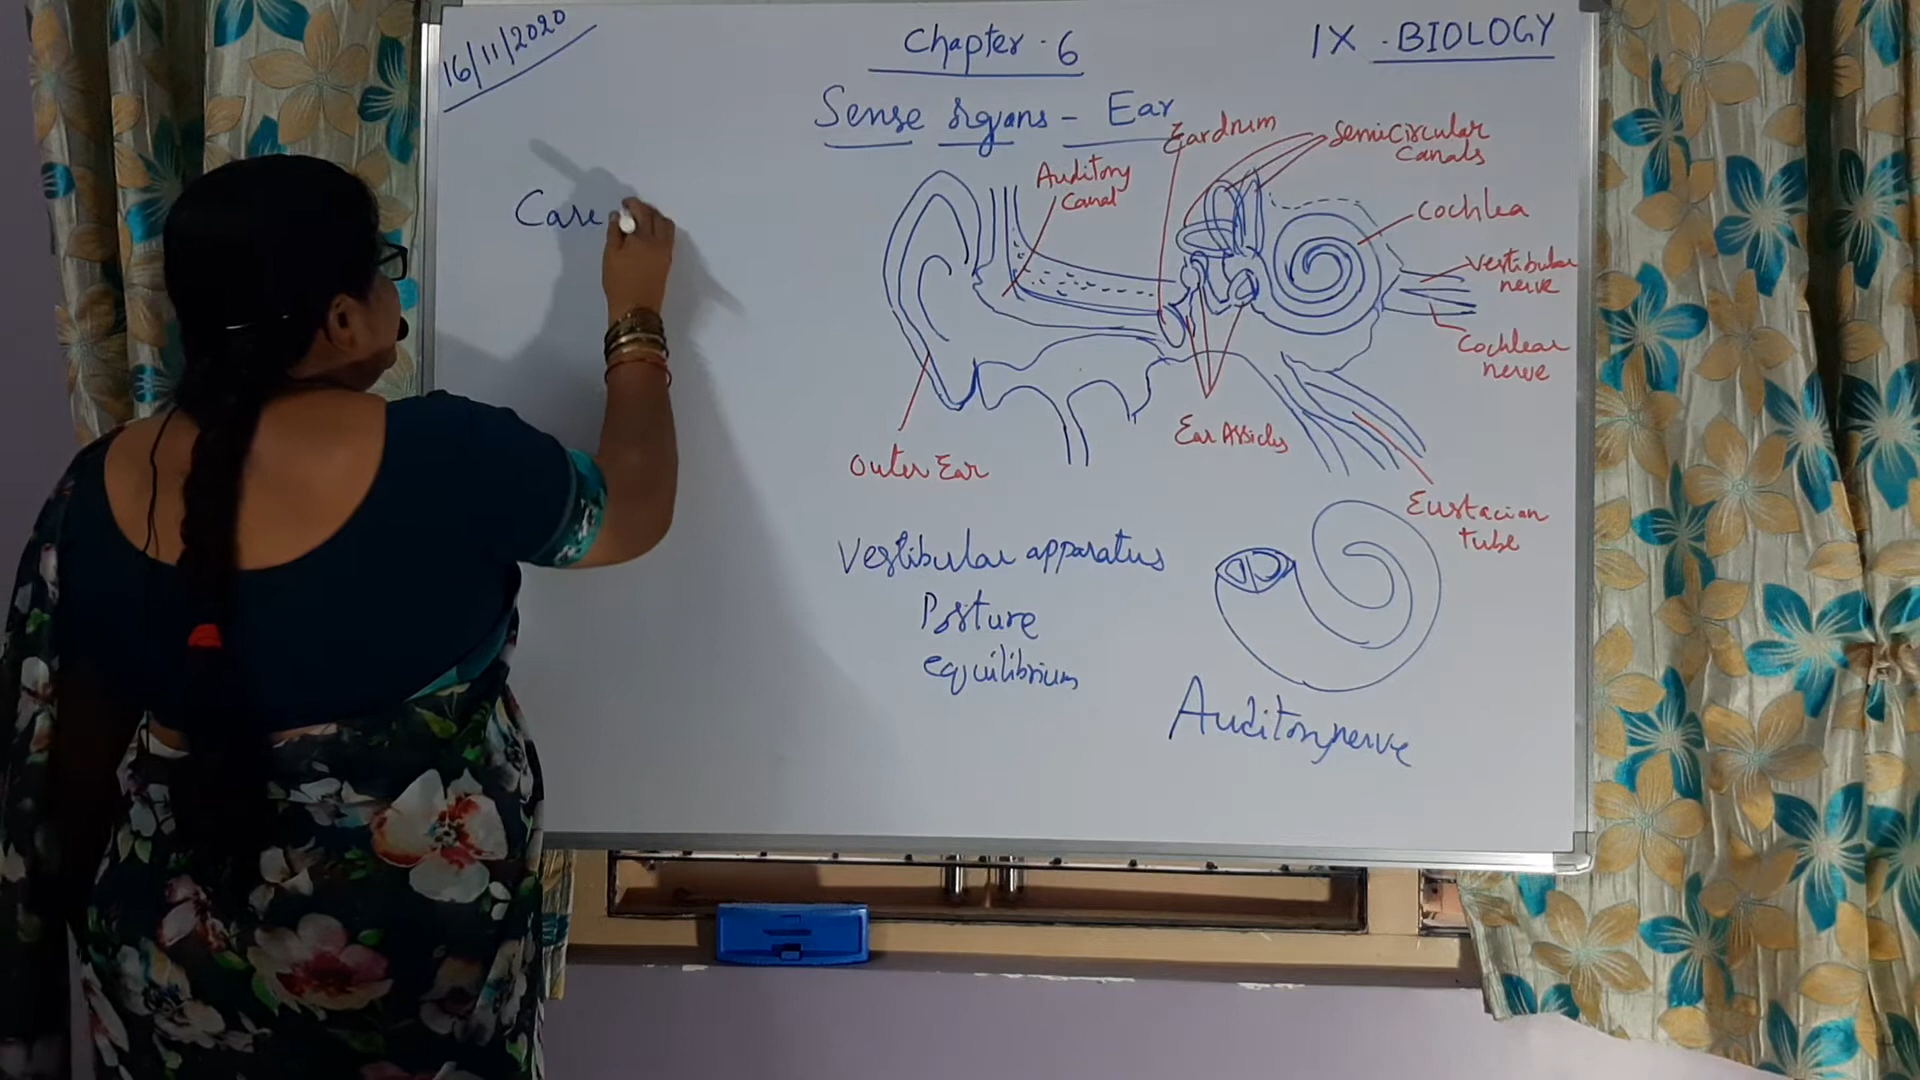 16/11/2020
Chapter - 6
IX - BIOLOGY
Sense Organs - Ear
Care
Eardrum
Semicircular
Canals
Auditory
Canal
Cochlea
Vestibular
nerve
Cochlear
nerve
Ear Assicles
Outer Ear
Eustacian
tube
Vestibular apparatus
Posture
equilibrium
Auditory nerve